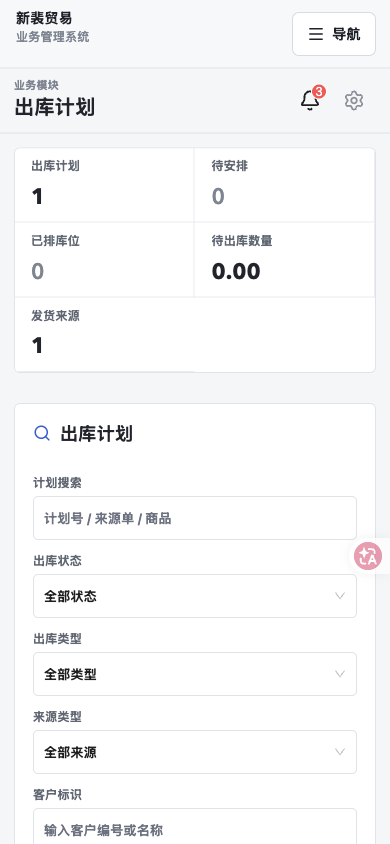 新裴贸易
业务管理系统
导航
业务模块
出库计划
3
出库计划
1
待安排
0
已排库位
0
待出库数量
0.00
发货来源
1
出库计划
计划搜索
计划号 / 来源单 / 商品
出库状态
全部状态
出库类型
全部类型
来源类型
全部来源
客户标识
输入客户编号或名称